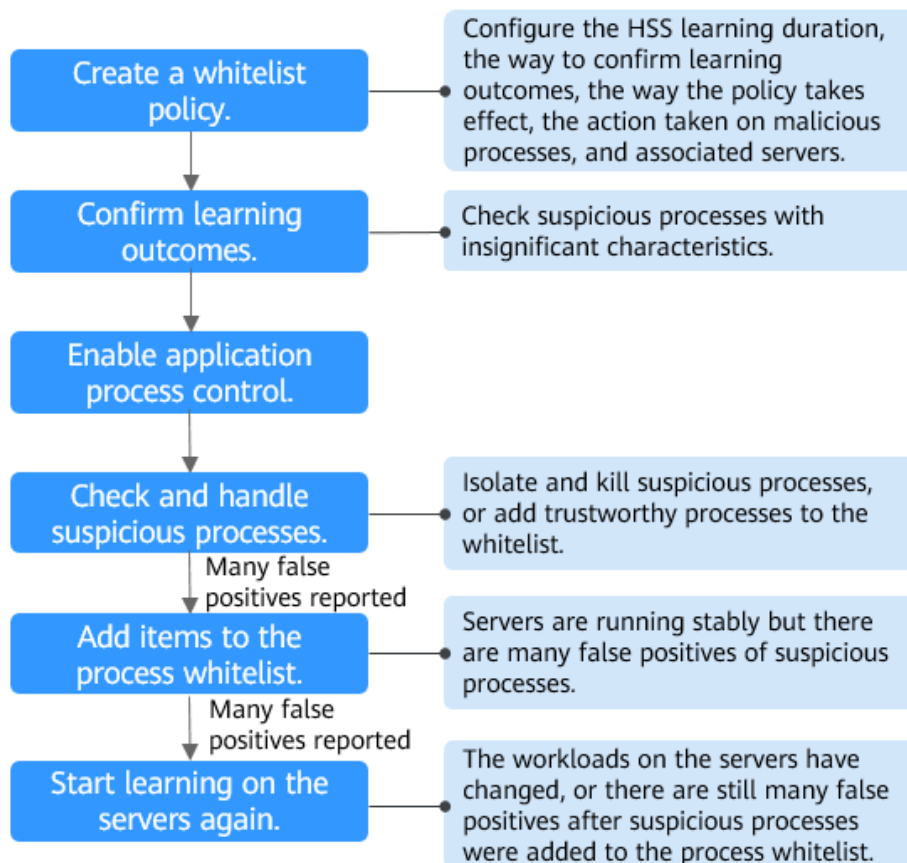 Create a whitelist
policy.
Configure the HSS learning duration,
the way to confirm learning
outcomes, the way the policy takes
effect, the action taken on malicious
processes, and associated servers.
Confirm learning
outcomes.
Check suspicious processes with
insignificant characteristics.
Enable application
process control.
Check and handle
suspicious processes.
Isolate and kill suspicious processes,
or add trustworthy processes to the
whitelist.
Many false
positives reported
Add items to the
process whitelist.
Servers are running stably but there
are many false positives of suspicious
processes.
Many false
positives reported
Start learning on the
servers again.
The workloads on the servers have
changed, or there are still many false
positives after suspicious processes
were added to the process whitelist.